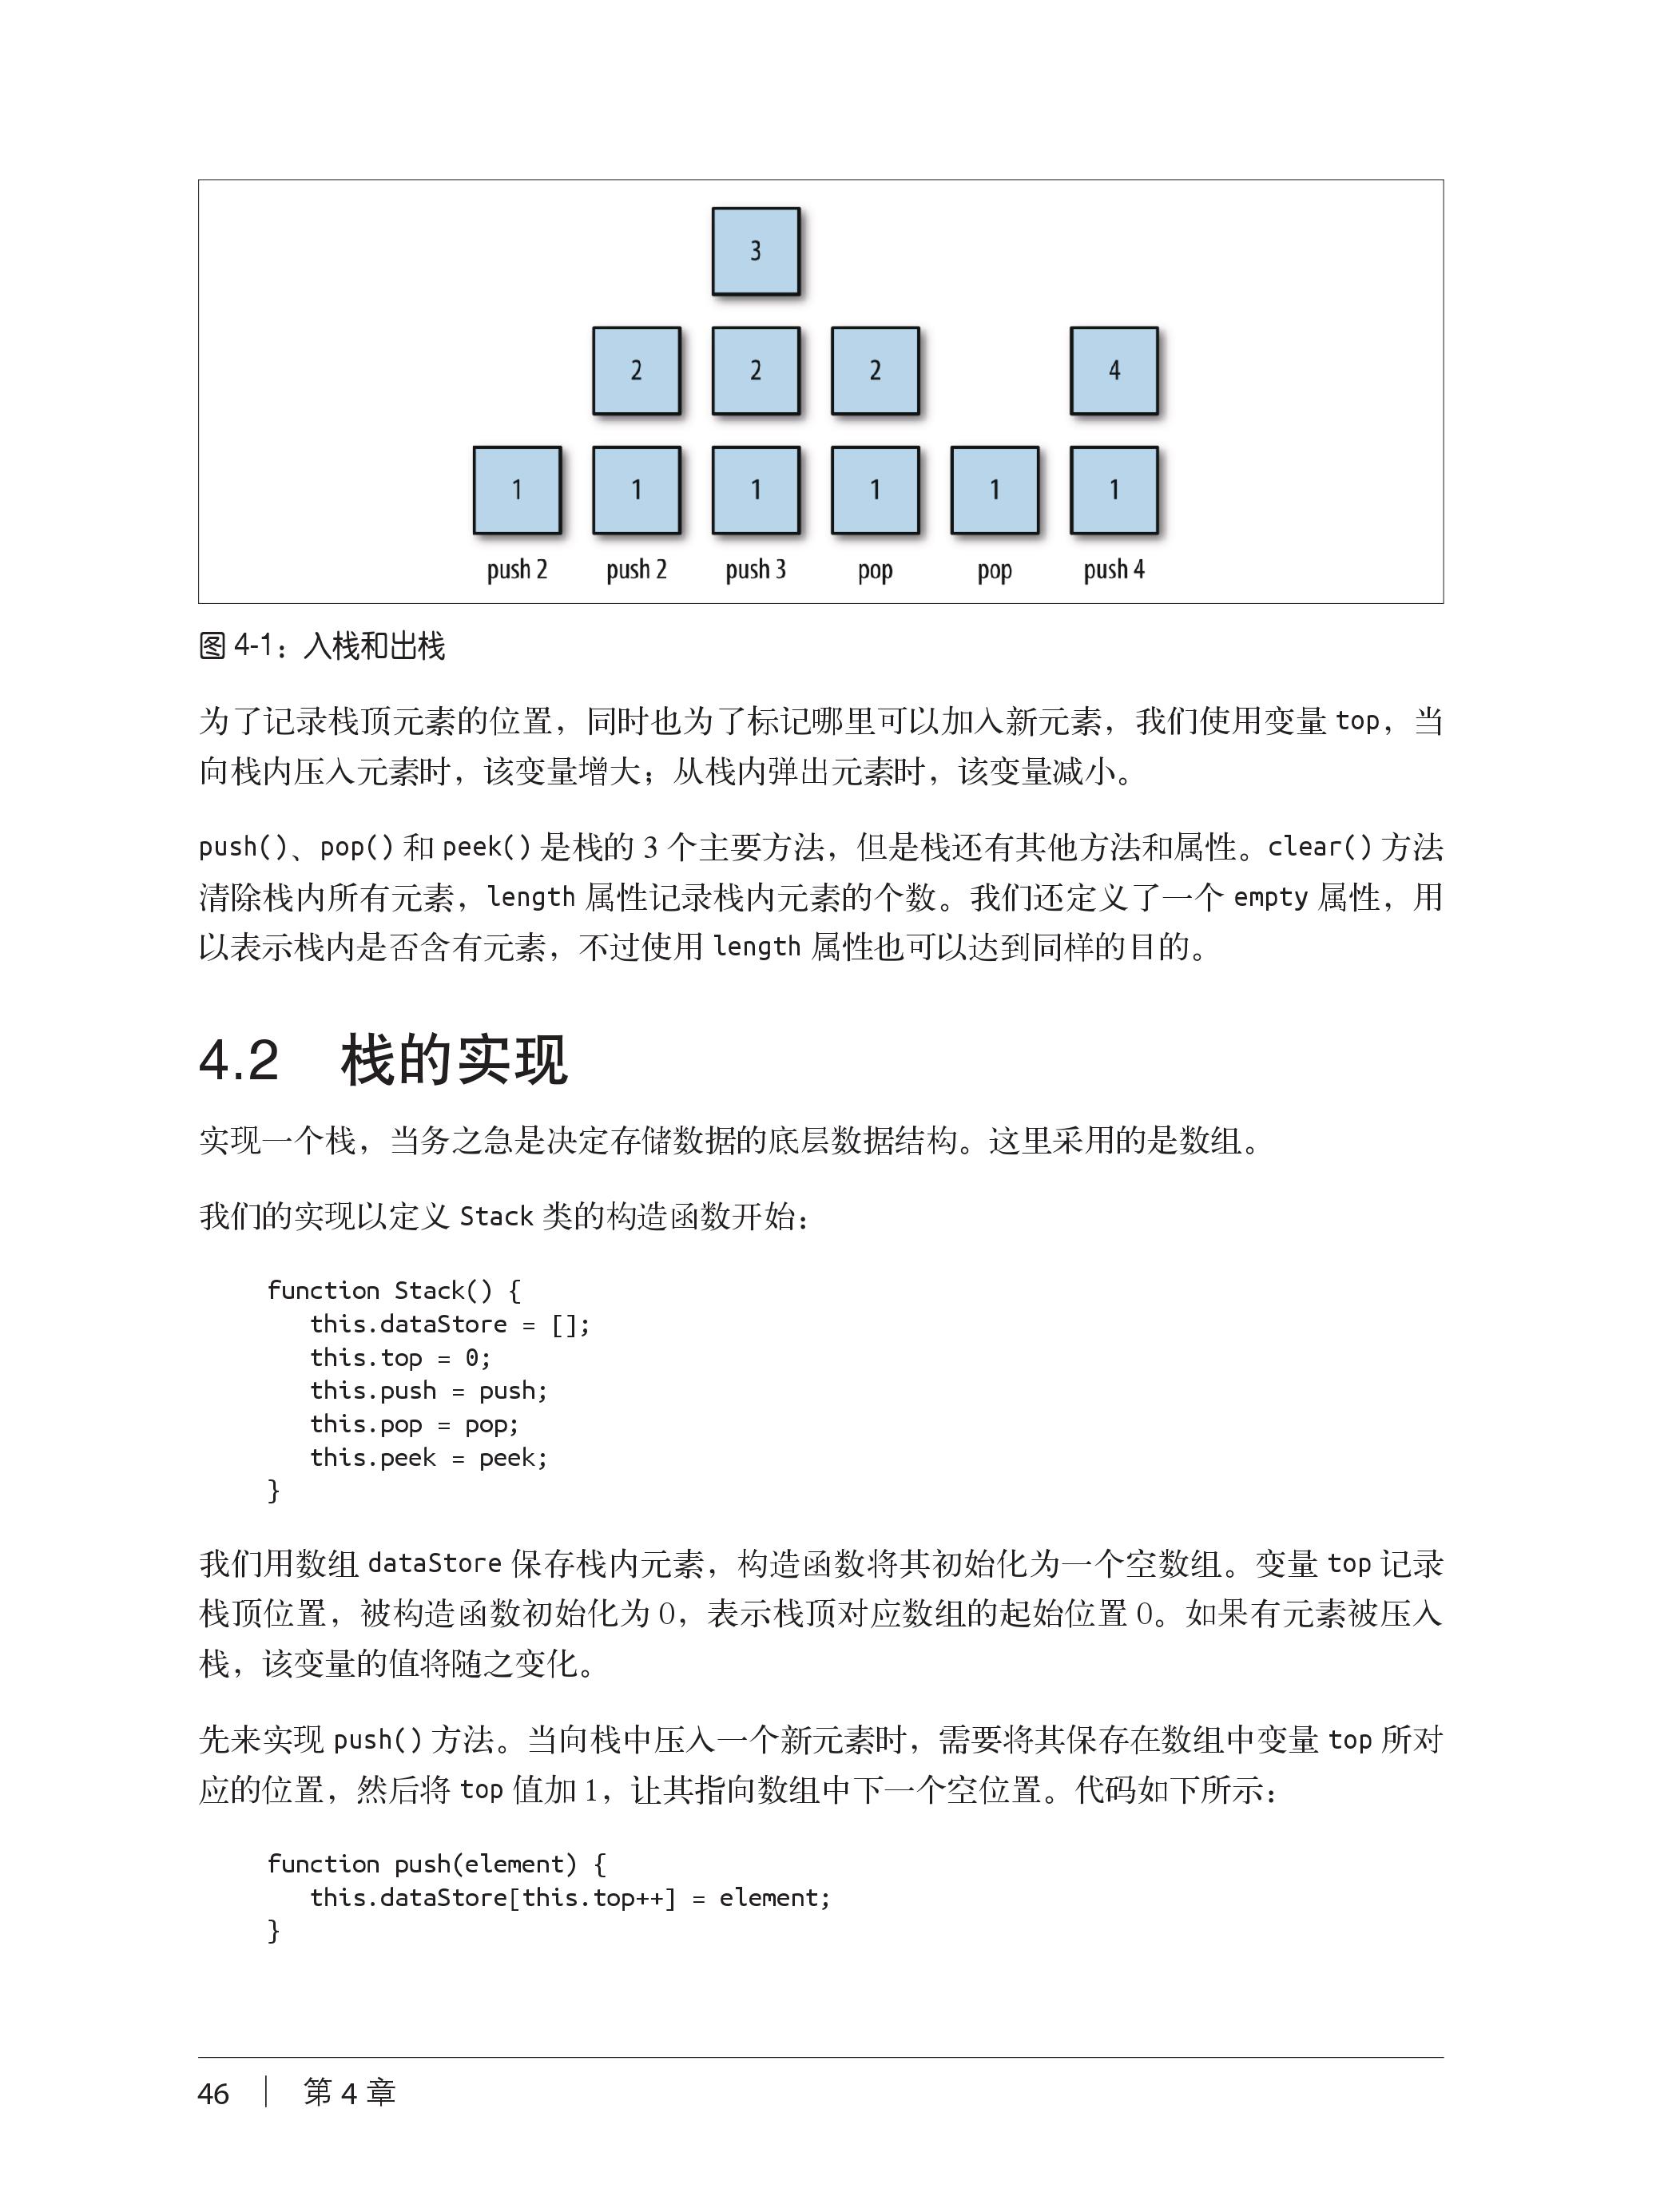 3
2 2 2 4
1 1 1 1 1 1
push 2 push 2 push 3 pop pop push 4
图 4-1：入栈和出栈
为了记录栈顶元素的位置，同时也为了标记哪里可以加入新元素，我们使用变量 top，当
向栈内压入元素时，该变量增大；从栈内弹出元素时，该变量减小。
push()、pop() 和 peek() 是栈的 3 个主要方法，但是栈还有其他方法和属性。clear() 方法
清除栈内所有元素，length 属性记录栈内元素的个数。我们还定义了一个 empty 属性，用
以表示栈内是否含有元素，不过使用 length 属性也可以达到同样的目的。
4.2 栈的实现
实现一个栈，当务之急是决定存储数据的底层数据结构。这里采用的是数组。
我们的实现以定义 Stack 类的构造函数开始：
function Stack() {
   this.dataStore = [];
   this.top = 0;
   this.push = push;
   this.pop = pop;
   this.peek = peek;
}
我们用数组 dataStore 保存栈内元素，构造函数将其初始化为一个空数组。变量 top 记录
栈顶位置，被构造函数初始化为 0，表示栈顶对应数组的起始位置 0。如果有元素被压入
栈，该变量的值将随之变化。
先来实现 push() 方法。当向栈中压入一个新元素时，需要将其保存在数组中变量 top 所对
应的位置，然后将 top 值加 1，让其指向数组中下一个空位置。代码如下所示：
function push(element) {
   this.dataStore[this.top++] = element;
}
46 | 第 4 章